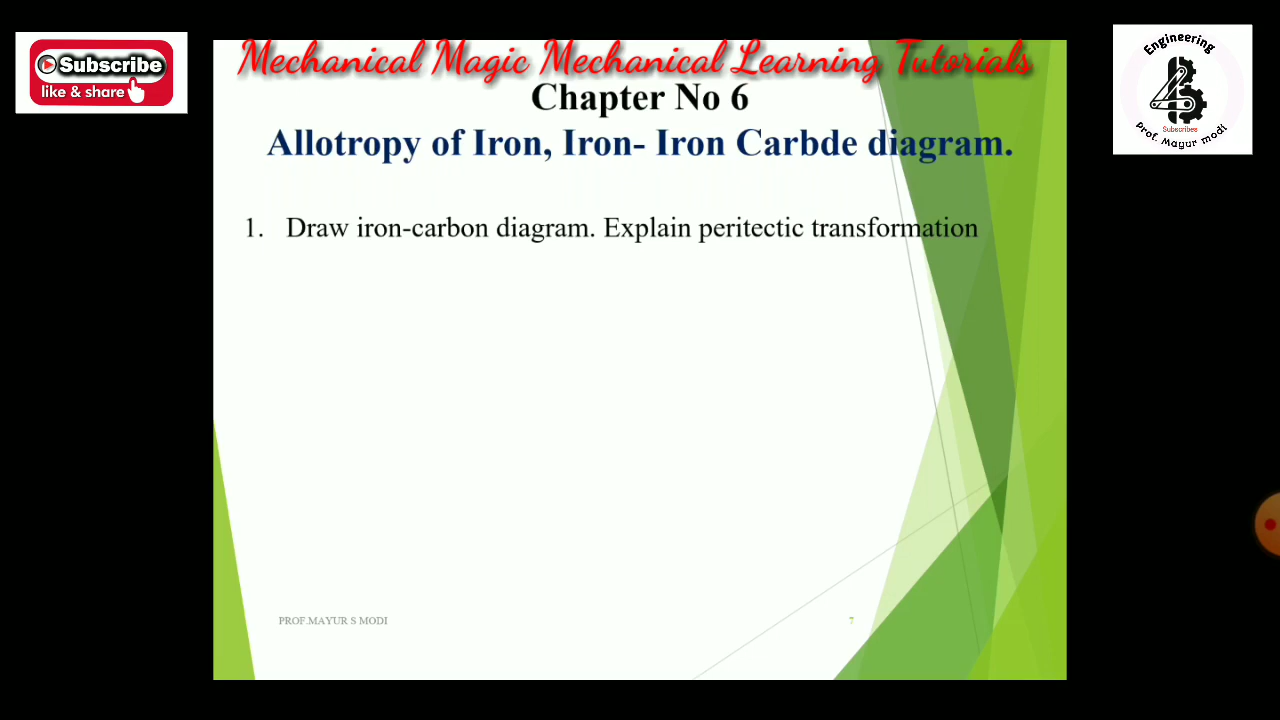 Mechanical Magic Mechanical Learning Tutorials
Subscribe
like & share
Engineering
Subscribes
Prof. Mayur modi
Chapter No 6
Allotropy of Iron, Iron- Iron Carbde diagram.
1. Draw iron-carbon diagram. Explain peritectic transformation
PROF.MAYUR S MODI
7